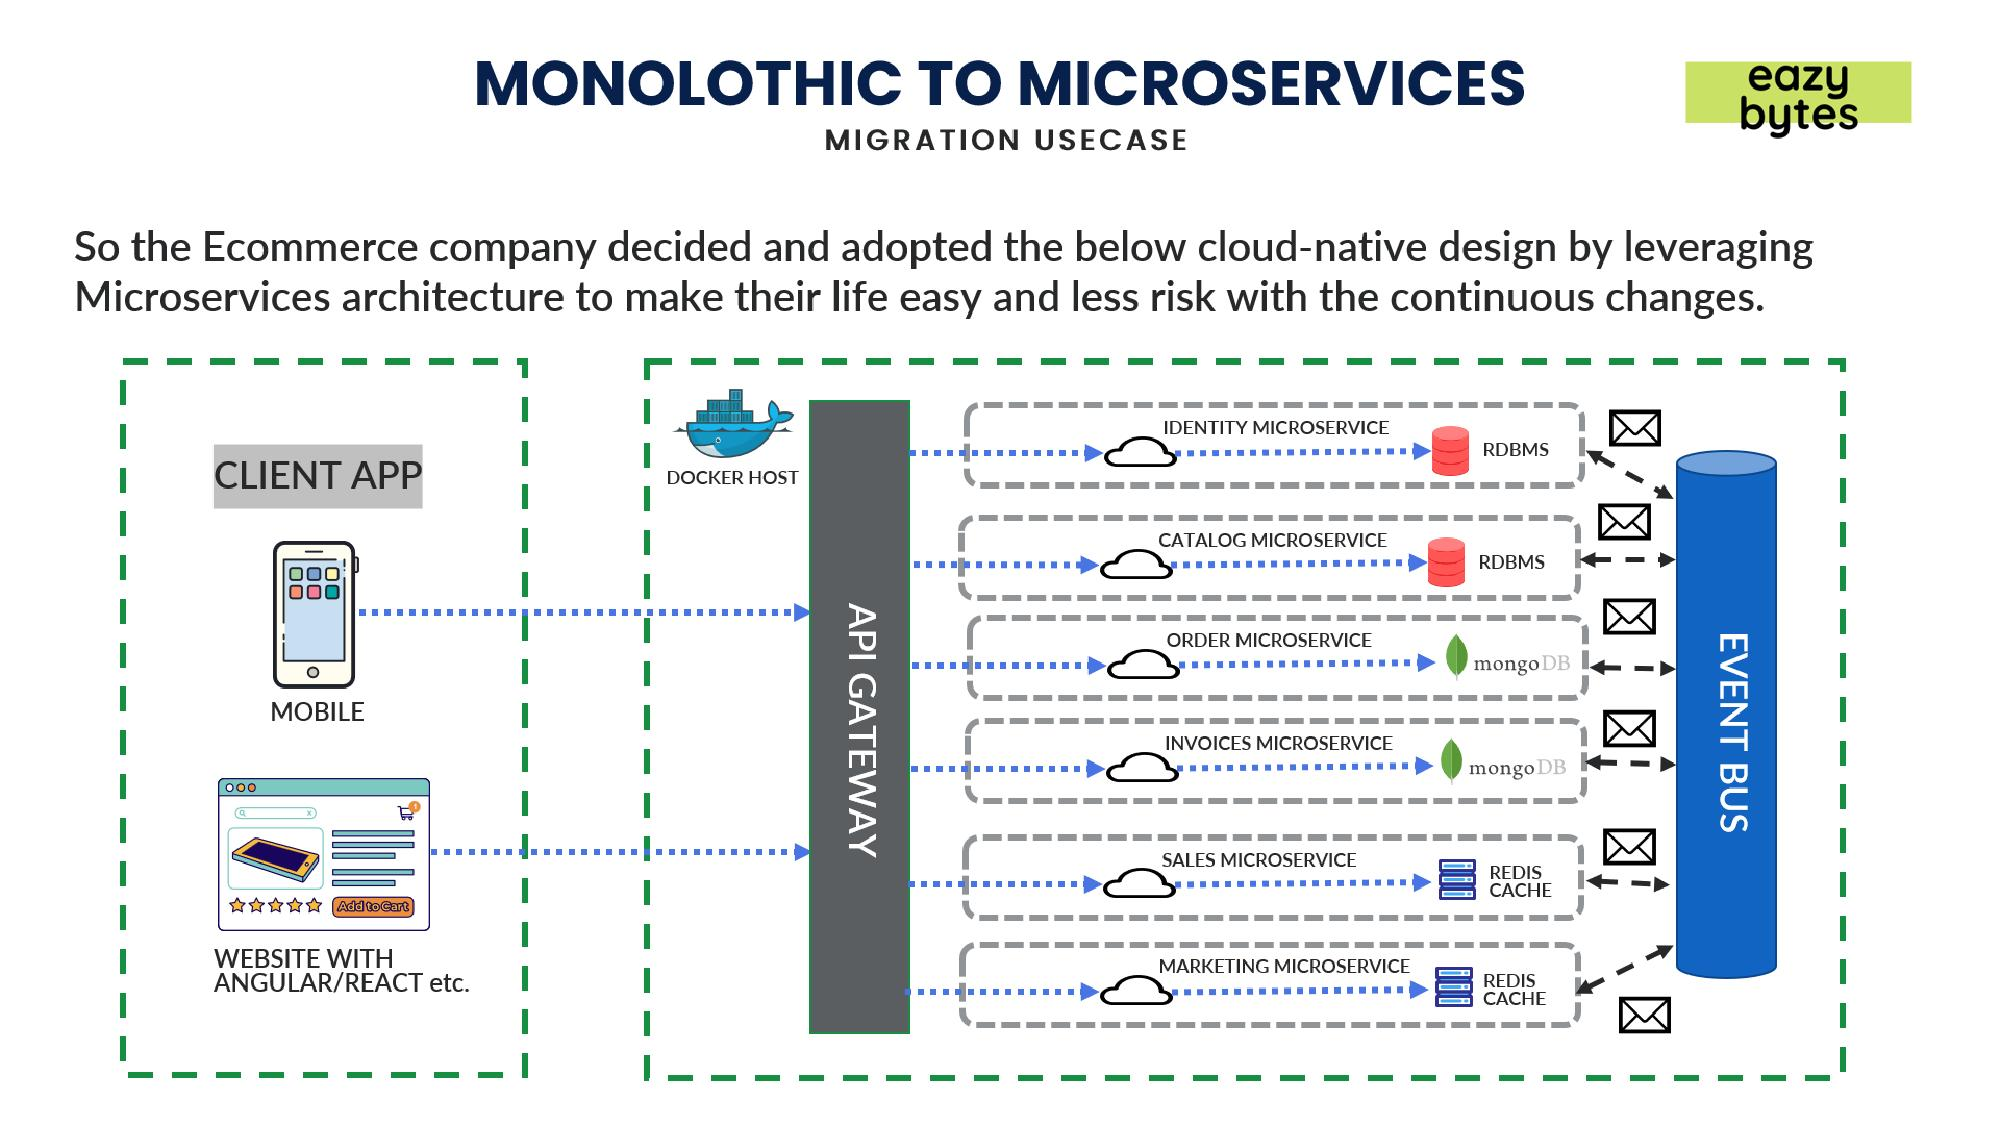 MONOLOTHIC TO MICROSERVICES
MIGRATION USECASE
eazy
bytes
So the Ecommerce company decided and adopted the below cloud-native design by leveraging
Microservices architecture to make their life easy and less risk with the continuous changes.
CLIENT APP
MOBILE
Add to Cart
WEBSITE WITH
ANGULAR/REACT etc.
DOCKER HOST
API GATEWAY
IDENTITY MICROSERVICE
RDBMS
CATALOG MICROSERVICE
RDBMS
ORDER MICROSERVICE
mongoDB
INVOICES MICROSERVICE
mongoDB
SALES MICROSERVICE
REDIS
CACHE
MARKETING MICROSERVICE
REDIS
CACHE
EVENT BUS